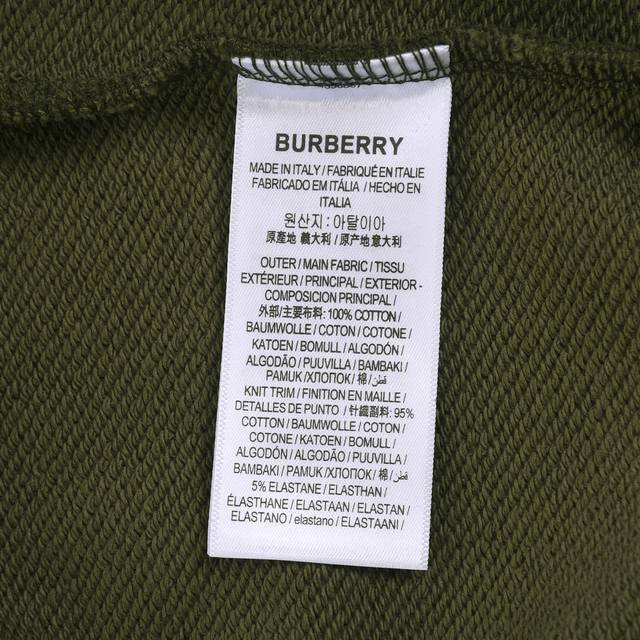 BURBERRY
MADE IN ITALY / FABRIQUÉ EN ITALIE
FABRICADO EM ITÁLIA / HECHO EN
ITALIA
원산지 : 아탈이아
原産地 義大利 / 原产地意大利
OUTER / MAIN FABRIC / TISSU
EXTÉRIEUR / PRINCIPAL / EXTERIOR -
COMPOSICIÓN PRINCIPAL /
外部/主要布料: 100% COTTON /
BAUMWOLLE / COTON / COTONE /
KATOEN / BOMULL / ALGODÓN /
ALGODÃO / PUUVILLA / BAMBAKI /
PAMUK / ХЛОПОК / 棉 / قطن /
KNIT TRIM / FINITION EN MAILLE /
DETALLES DE PUNTO / 針織副料: 95%
COTTON / BAUMWOLLE / COTON /
COTONE / KATOEN / BOMULL /
ALGODÓN / ALGODÃO / PUUVILLA /
BAMBAKI / PAMUK / ХЛОПОК / 棉 / قطن /
5% ELASTANE / ELASTHAN /
ÉLASTHANE / ELASTAAN / ELASTAN /
ELASTANO / elastano / ELASTAANI /